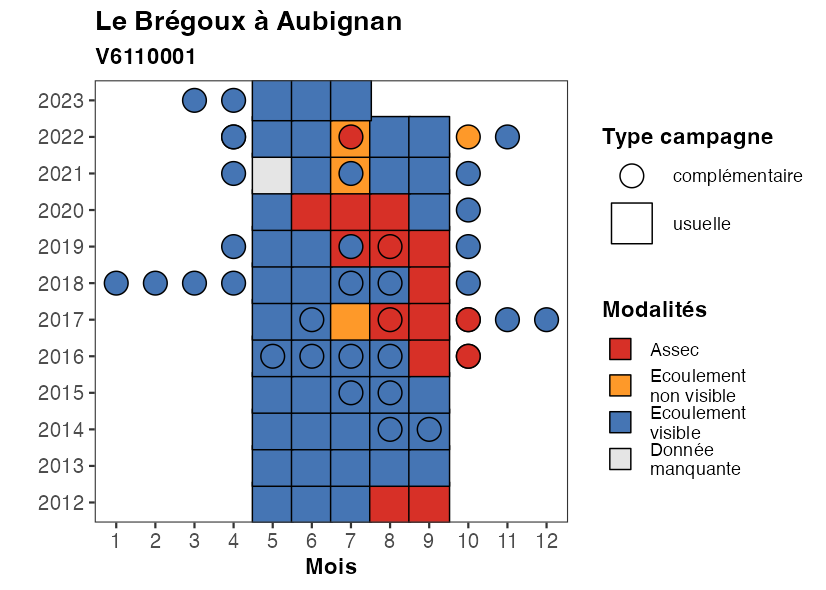 Le Brégoux à Aubignan
V6110001
2023
2022
2021
2020
2019
2018
2017
2016
2015
2014
2013
2012
1 2 3 4 5 6 7 8 9 10 11 12
Mois
Type campagne
complémentaire
usuelle
Modalités
Assec
Ecoulement
non visible
Ecoulement
visible
Donnée
manquante